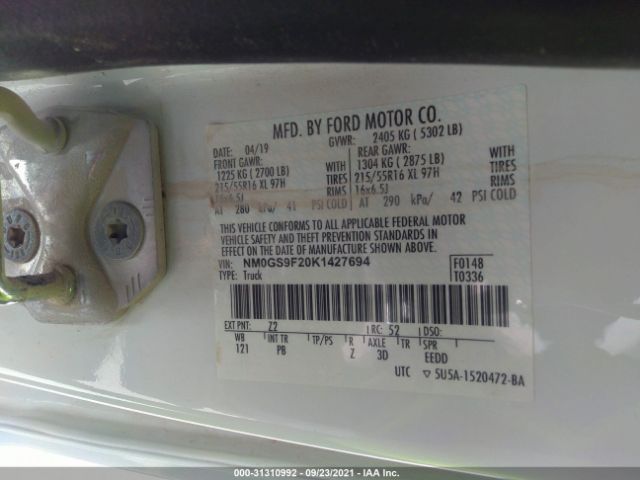 MFD. BY FORD MOTOR CO.
DATE: 04/19 GVWR: 2405 KG ( 5302 LB)
FRONT GAWR: REAR GAWR:
1225 KG ( 2700 LB) WITH 1304 KG ( 2875 LB) WITH
215/55R16 XL 97H TIRES 215/55R16 XL 97H TIRES
16x6.5J RIMS 16x6.5J RIMS
AT 280 kPa/ 41 PSI COLD AT 290 kPa/ 42 PSI COLD
THIS VEHICLE CONFORMS TO ALL APPLICABLE FEDERAL MOTOR
VEHICLE SAFETY AND THEFT PREVENTION STANDARDS IN
EFFECT ON THE DATE OF MANUFACTURE SHOWN ABOVE.
VIN: NM0GS9F20K1427694 F0148
TYPE: Truck T0336
EXT PNT: Z2 RC: 52 DSO:
WB INT TR TP/PS R AXLE TR SPR
121 PB Z 3D EEDD
UTC ▽ 5U5A-1520472-BA
000-31310992 - 09/23/2021 - IAA Inc.